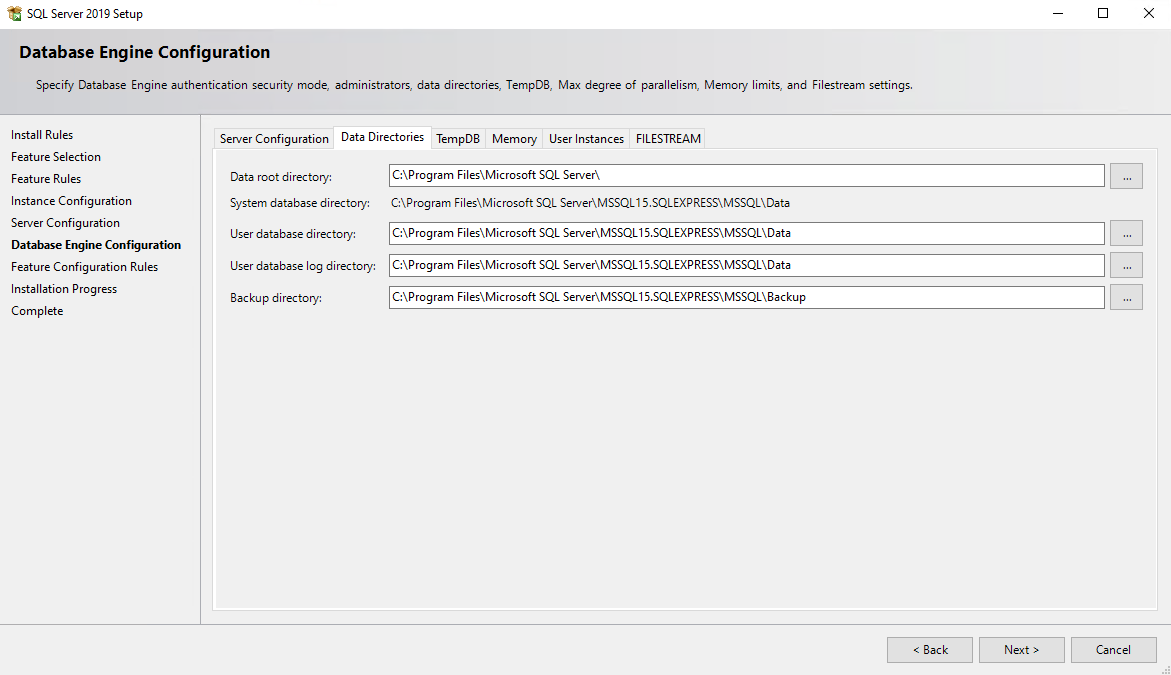 SQL Server 2019 Setup
Database Engine Configuration
Specify Database Engine authentication security mode, administrators, data directories, TempDB, Max degree of parallelism, Memory limits, and Filestream settings.
Install Rules
Feature Selection
Feature Rules
Instance Configuration
Server Configuration
Database Engine Configuration
Feature Configuration Rules
Installation Progress
Complete
Server Configuration Data Directories TempDB Memory User Instances FILESTREAM
Data root directory: C:\Program Files\Microsoft SQL Server\ ...
System database directory: C:\Program Files\Microsoft SQL Server\MSSQL15.SQLEXPRESS\MSSQL\Data
User database directory: C:\Program Files\Microsoft SQL Server\MSSQL15.SQLEXPRESS\MSSQL\Data ...
User database log directory: C:\Program Files\Microsoft SQL Server\MSSQL15.SQLEXPRESS\MSSQL\Data ...
Backup directory: C:\Program Files\Microsoft SQL Server\MSSQL15.SQLEXPRESS\MSSQL\Backup ...
< Back Next > Cancel